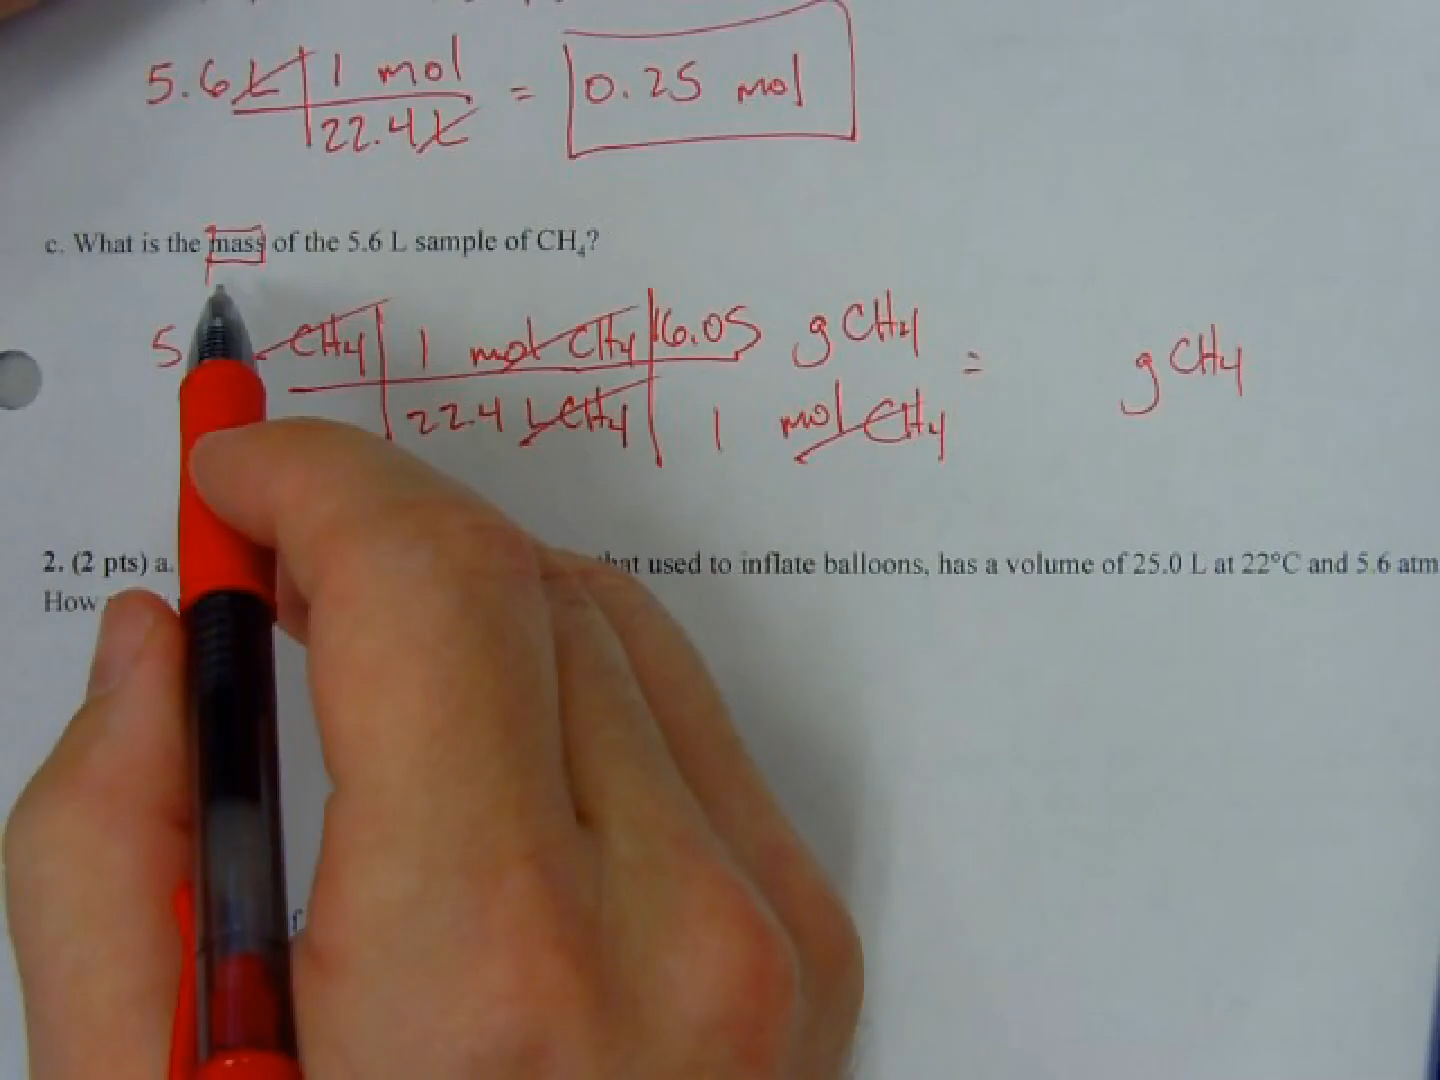 5.6 L | 1 mol = 0.25 mol
22.4 L
c. What is the mass of the 5.6 L sample of CH₄?
5 CH4 | 1 mol CH4 | 16.05 g CH4 = g CH4
22.4 L CH4 | 1 mol CH4
2. (2 pts) a. that used to inflate balloons, has a volume of 25.0 L at 22°C and 5.6 atm
How